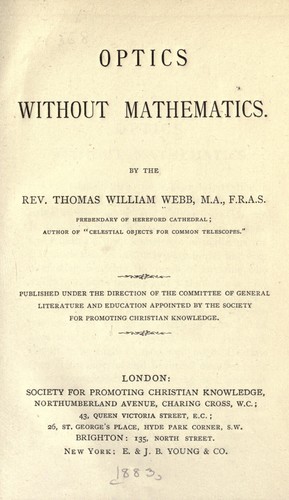 OPTICS
WITHOUT MATHEMATICS.
BY THE
REV. THOMAS WILLIAM WEBB, M.A., F.R.A.S.
PREBENDARY OF HEREFORD CATHEDRAL;
AUTHOR OF "CELESTIAL OBJECTS FOR COMMON TELESCOPES."
PUBLISHED UNDER THE DIRECTION OF THE COMMITTEE OF GENERAL
LITERATURE AND EDUCATION APPOINTED BY THE SOCIETY
FOR PROMOTING CHRISTIAN KNOWLEDGE.
LONDON:
SOCIETY FOR PROMOTING CHRISTIAN KNOWLEDGE,
NORTHUMBERLAND AVENUE, CHARING CROSS, W.C.;
43, QUEEN VICTORIA STREET, E.C.;
26, ST. GEORGE'S PLACE, HYDE PARK CORNER, S.W.
BRIGHTON: 135, NORTH STREET.
NEW YORK: E. & J. B. YOUNG & CO.
1883.